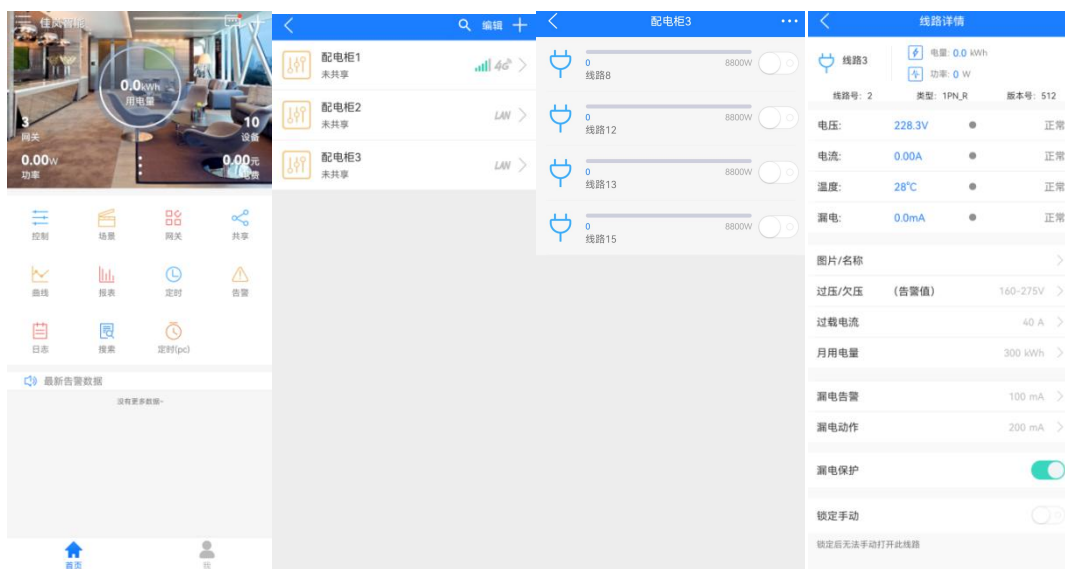 佳岚智能
0.0kWh
用电量
3
网关
10
设备
0.00W
功率
0.00元
电费
控制
场景
网关
共享
曲线
报表
定时
告警
日志
搜索
定时(pc)
最新告警数据
没有更多数据~
首页
我
编辑
配电柜1
未共享
4G
配电柜2
未共享
LAN
配电柜3
未共享
LAN
配电柜3
0
8800W
线路8
0
8800W
线路12
0
8800W
线路13
0
8800W
线路15
线路详情
线路3
电量: 0.0 kWh
功率: 0 W
线路号: 2
类型: 1PN_R
版本号: 512
电压: 228.3V 正常
电流: 0.00A 正常
温度: 28°C 正常
漏电: 0.0mA 正常
图片/名称
过压/欠压 (告警值) 160-275V
过载电流 40 A
月用电量 300 kWh
漏电告警 100 mA
漏电动作 200 mA
漏电保护
锁定手动
锁定后无法手动打开此线路